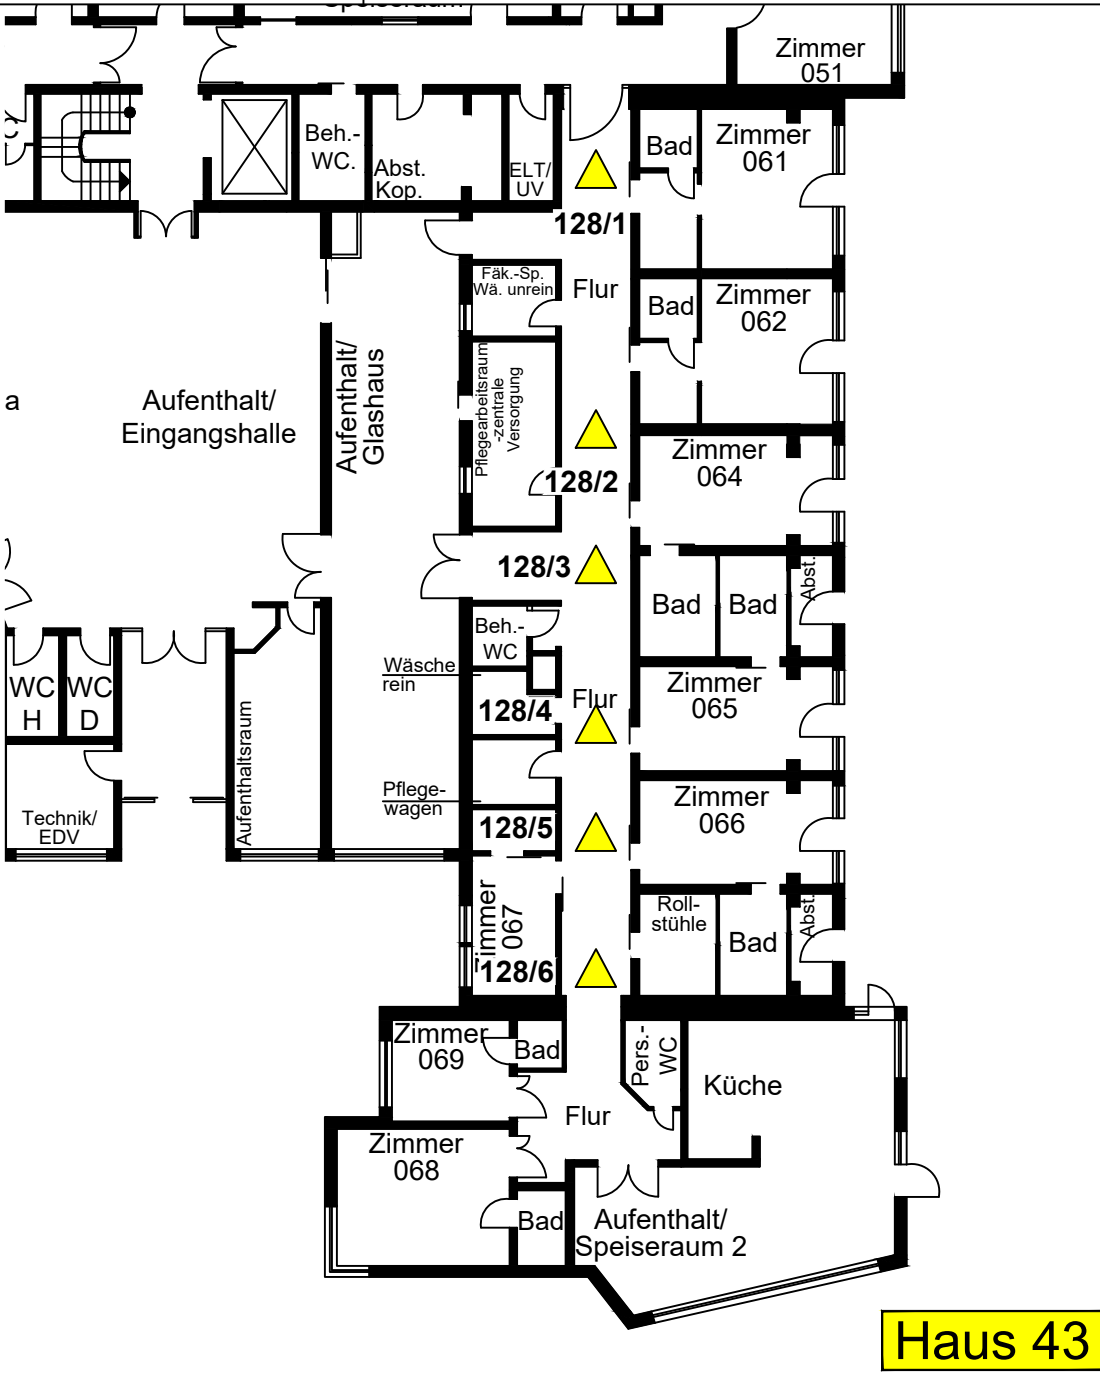 Speiseraum
Zimmer
051
Beh.-
WC.
Abst.
Kop.
ELT/
UV
Bad
Zimmer
061
128/1
Fäk.-Sp.
Wä. unrein
Flur
Bad
Zimmer
062
a
Aufenthalt/
Eingangshalle
Aufenthalt/
Glashaus
Pflegearbeitsraum
-zentrale
Versorgung
128/2
Zimmer
064
128/3
Bad
Bad
Abst.
Beh.-
WC
Wäsche
rein
128/4
Flur
Zimmer
065
WC
H
WC
D
Aufenthaltsraum
Technik/
EDV
Pflege-
wagen
128/5
Zimmer
066
Zimmer
067
128/6
Roll-
stühle
Bad
Abst.
Zimmer
069
Bad
Pers.-
WC
Küche
Flur
Zimmer
068
Bad
Aufenthalt/
Speiseraum 2
Haus 43